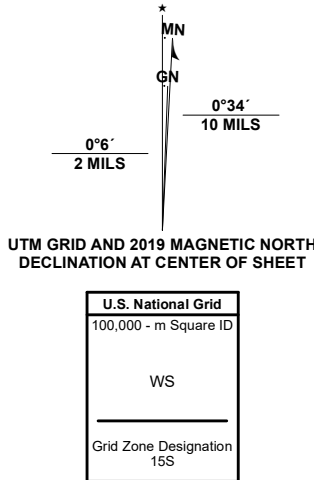 ★
MN
GN
0°34´
10 MILS
0°6´
2 MILS
UTM GRID AND 2019 MAGNETIC NORTH
DECLINATION AT CENTER OF SHEET
U.S. National Grid
100,000 - m Square ID
WS
Grid Zone Designation
15S